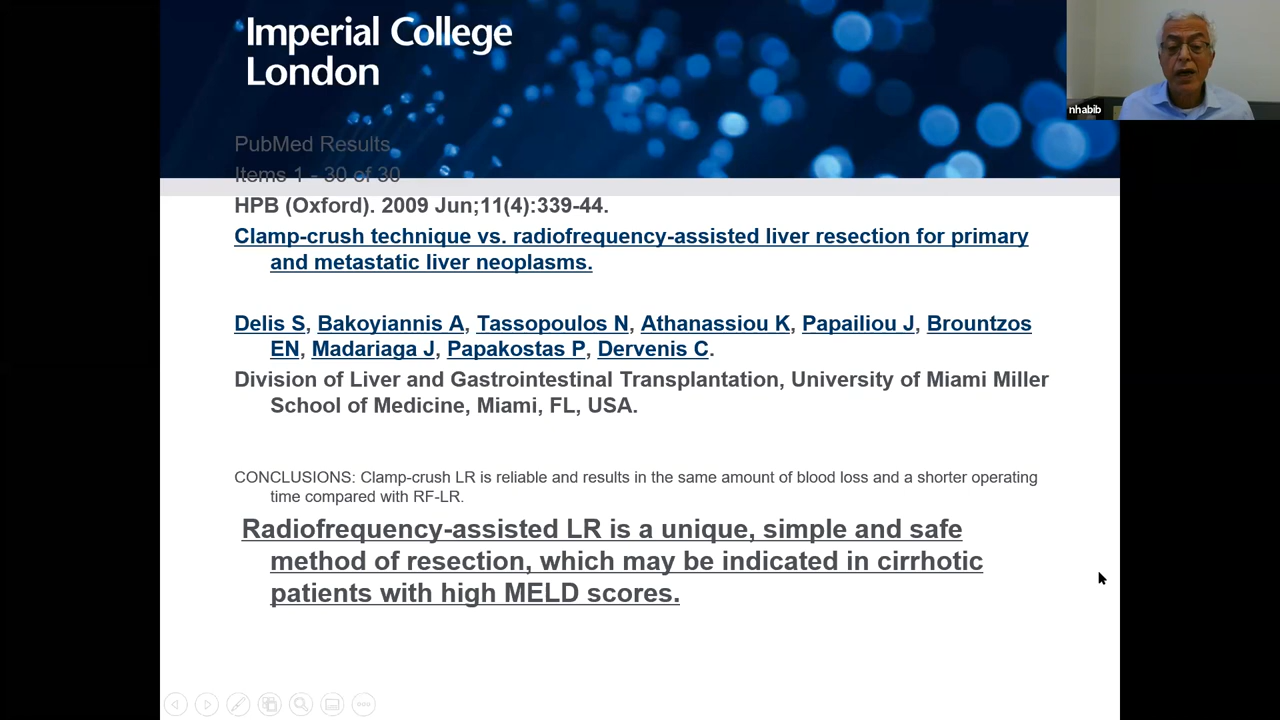 Imperial College
London
nhabib
PubMed Results
Items 1 - 30 of 30
HPB (Oxford). 2009 Jun;11(4):339-44.
Clamp-crush technique vs. radiofrequency-assisted liver resection for primary
and metastatic liver neoplasms.
Delis S, Bakoyiannis A, Tassopoulos N, Athanassiou K, Papailiou J, Brountzos
EN, Madariaga J, Papakostas P, Dervenis C.
Division of Liver and Gastrointestinal Transplantation, University of Miami Miller
School of Medicine, Miami, FL, USA.
CONCLUSIONS: Clamp-crush LR is reliable and results in the same amount of blood loss and a shorter operating
time compared with RF-LR.
Radiofrequency-assisted LR is a unique, simple and safe
method of resection, which may be indicated in cirrhotic
patients with high MELD scores.